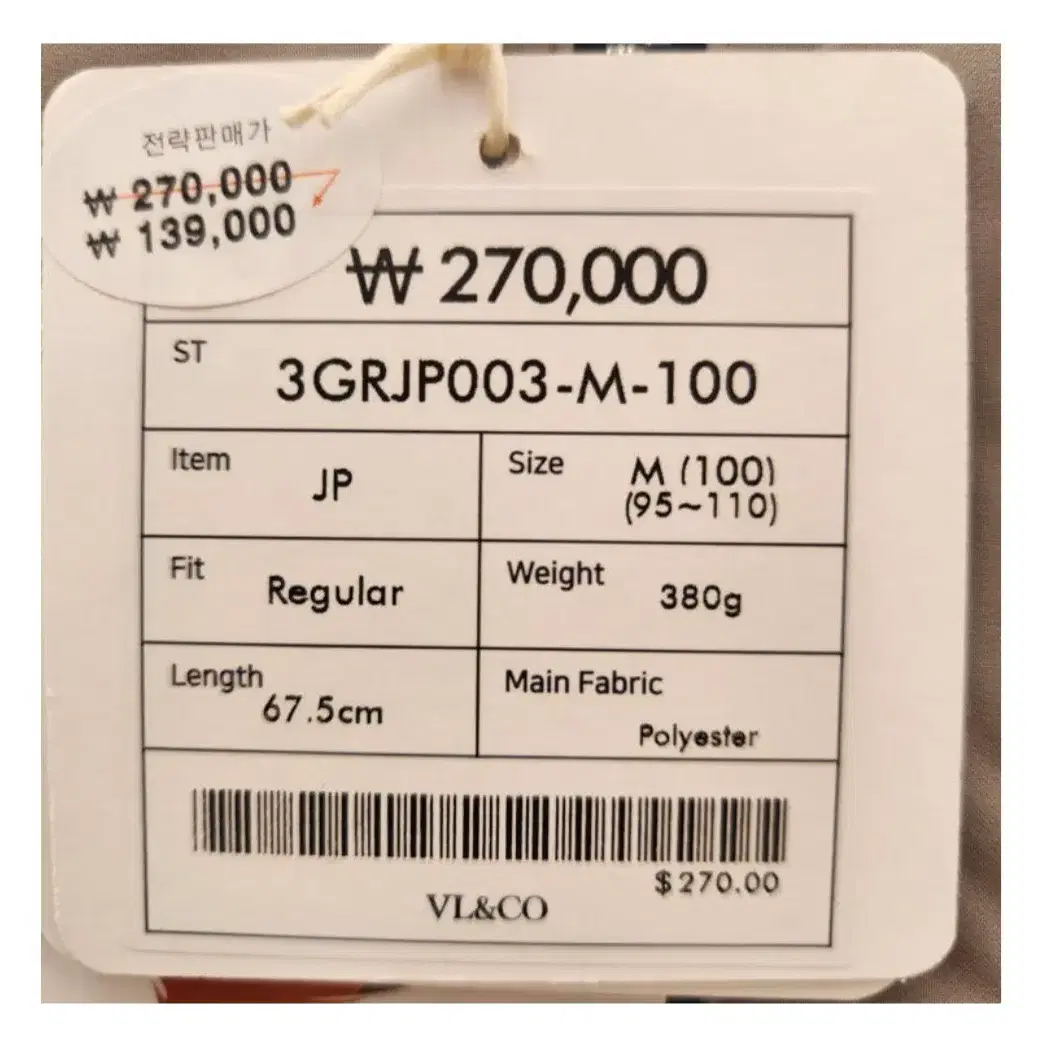 전략판매가
₩ 270,000
₩ 139,000
₩ 270,000
ST
3GRJP003-M-100
Item
JP
Size
M (100)
(95~110)
Fit
Regular
Weight
380g
Length
67.5cm
Main Fabric
Polyester
$270.00
VL&CO